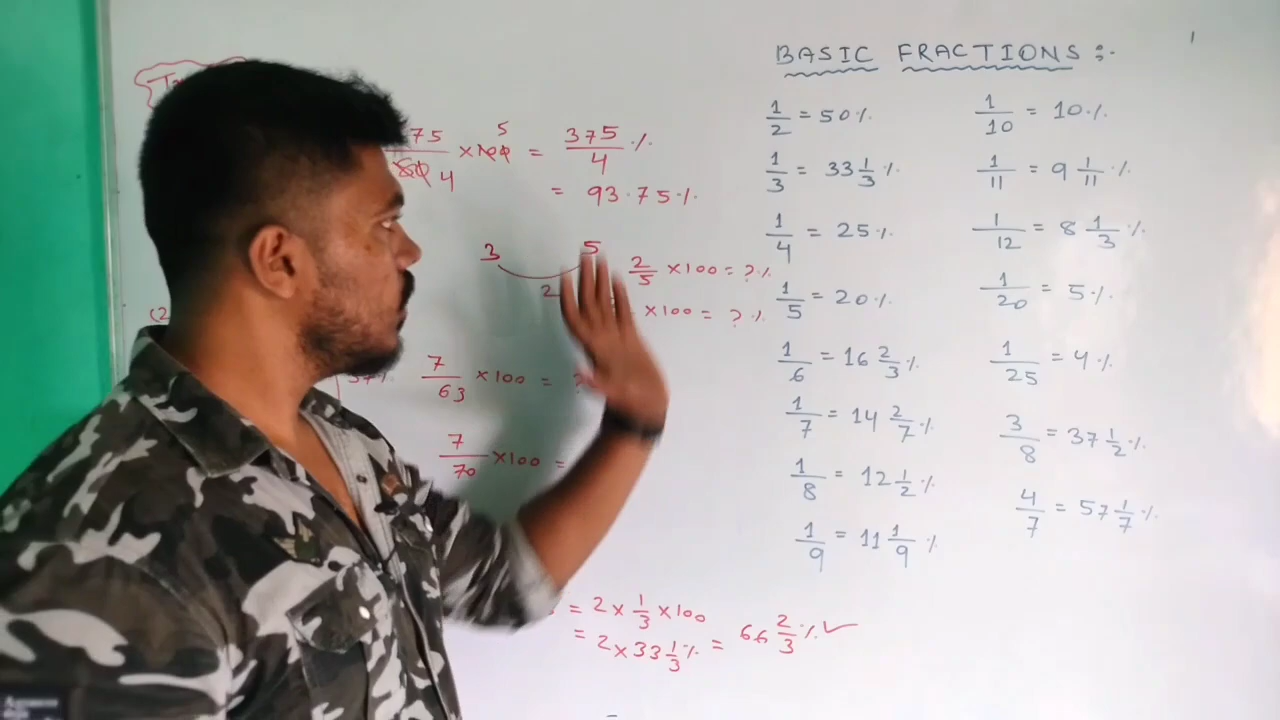 75/80 4 × 100 5 = 375/4 %
= 93.75%
3 5
2
2/5 × 100 = ?%
× 100 = ?%
(2
37%
7/63 × 100 = ?
7/70 × 100 =
= 2 × 1/3 × 100
= 2 × 33 1/3 % = 66 2/3 % ✓
BASIC FRACTIONS :-
1/2 = 50%
1/3 = 33 1/3 %
1/4 = 25%
1/5 = 20%
1/6 = 16 2/3 %
1/7 = 14 2/7 %
1/8 = 12 1/2 %
1/9 = 11 1/9 %
1/10 = 10%
1/11 = 9 1/11 %
1/12 = 8 1/3 %
1/20 = 5%
1/25 = 4%
3/8 = 37 1/2 %
4/7 = 57 1/7 %